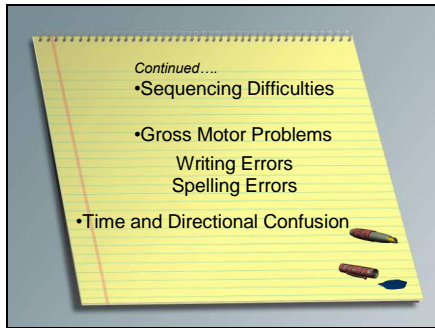 Continued….
•Sequencing Difficulties
•Gross Motor Problems
Writing Errors
Spelling Errors
•Time and Directional Confusion